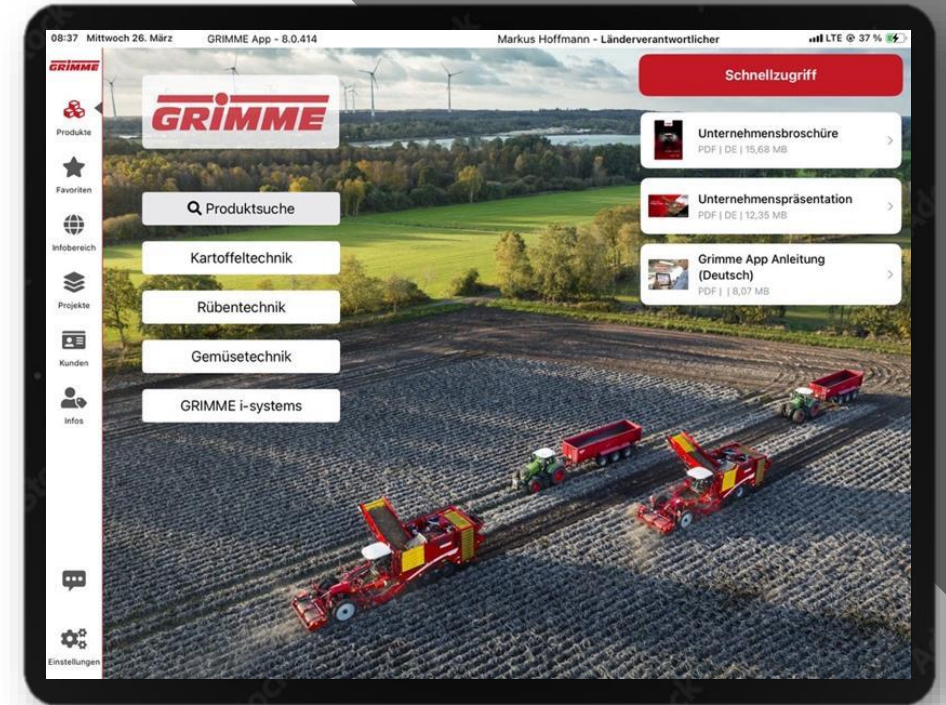 08:37 Mittwoch 26. März GRIMME App - 8.0.414 Markus Hoffmann - Länderverantwortlicher LTE 37 %
GRIMME
Produkte
Favoriten
Infobereich
Projekte
Kunden
Infos
Einstellungen
GRIMME
Produktsuche
Kartoffeltechnik
Rübentechnik
Gemüsetechnik
GRIMME i-systems
Schnellzugriff
Unternehmensbroschüre
PDF | DE | 15,68 MB
Unternehmenspräsentation
PDF | DE | 12,35 MB
Grimme App Anleitung
(Deutsch)
PDF | | 8,07 MB